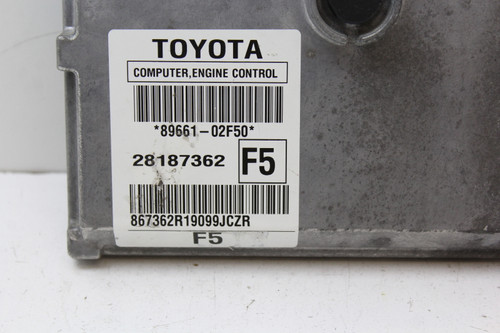 TOYOTA
COMPUTER,ENGINE CONTROL
*89661-02F50*
28187362 F5
867362R19099JCZR
F5